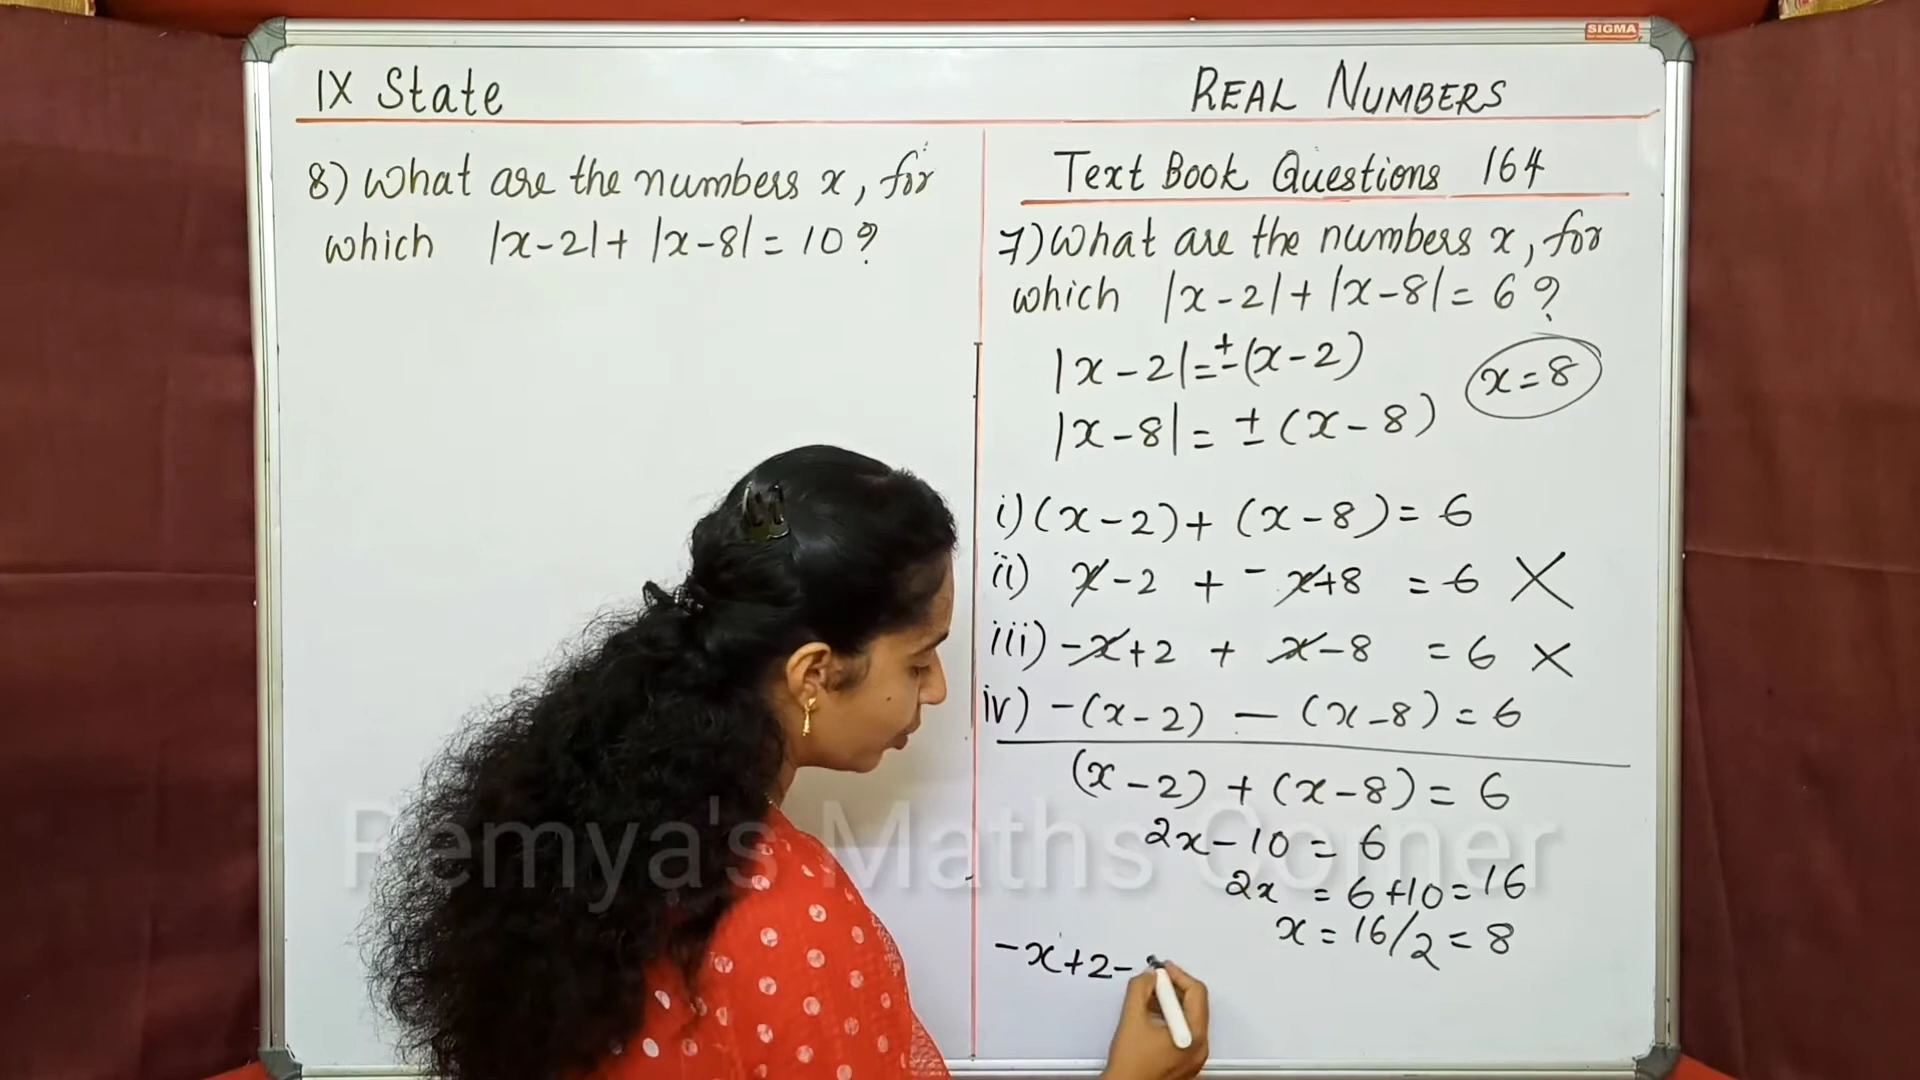 SIGMA
IX State
REAL NUMBERS
8) What are the numbers x, for
which |x-2|+ |x-8| = 10?
Text Book Questions 164
7) What are the numbers x, for
which |x-2|+ |x-8| = 6?
|x-2| = ±(x-2)
x=8
|x-8| = ±(x-8)
i) (x-2)+ (x-8) = 6
ii) x-2 + -x+8 = 6 X
iii) -x+2 + x-8 = 6 X
iv) -(x-2) - (x-8) = 6
(x-2) + (x-8) = 6
2x-10 = 6
2x = 6+10=16
x = 16/2 = 8
-x+2-
Remya's Maths Corner